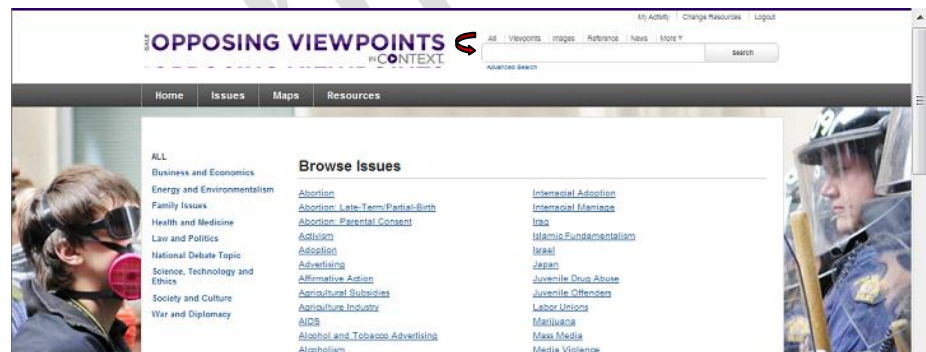 My Activity | Change Resources | Logout
GALE OPPOSING VIEWPOINTS
IN CONTEXT
All | Viewpoints | Images | Reference | News | More
Search
Advanced Search
Home Issues Maps Resources
ALL
Business and Economics
Energy and Environmentalism
Family Issues
Health and Medicine
Law and Politics
National Debate Topic
Science, Technology and
Ethics
Society and Culture
War and Diplomacy
Browse Issues
Abortion
Abortion: Late-Term/Partial-Birth
Abortion: Parental Consent
Activism
Adoption
Advertising
Affirmative Action
Agricultural Subsidies
Agriculture Industry
AIDS
Alcohol and Tobacco Advertising
Alcoholism
Interracial Adoption
Interracial Marriage
Iraq
Islamic Fundamentalism
Israel
Japan
Juvenile Drug Abuse
Juvenile Offenders
Labor Unions
Marijuana
Mass Media
Media Violence